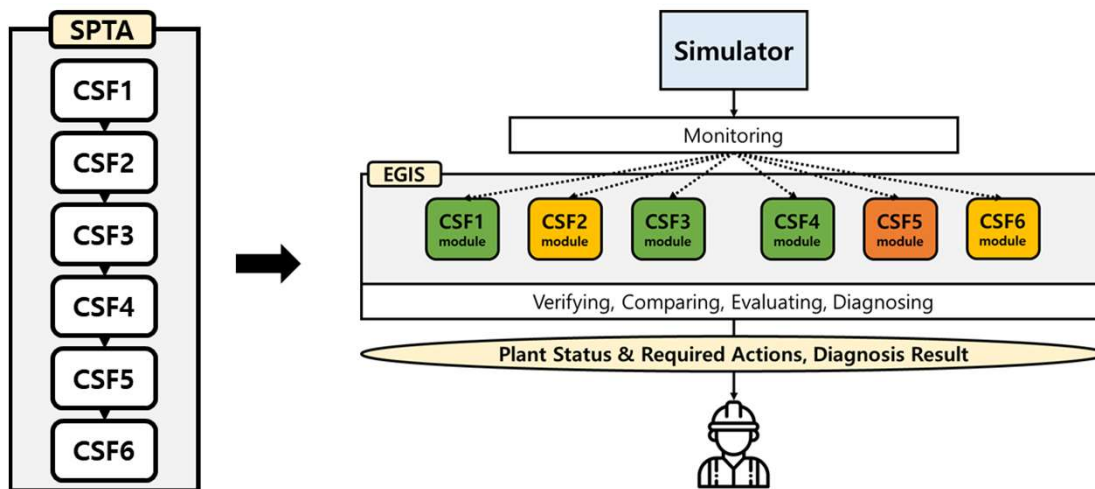 SPTA
CSF1
CSF2
CSF3
CSF4
CSF5
CSF6
Simulator
Monitoring
EGIS
CSF1
module
CSF2
module
CSF3
module
CSF4
module
CSF5
module
CSF6
module
Verifying, Comparing, Evaluating, Diagnosing
Plant Status & Required Actions, Diagnosis Result